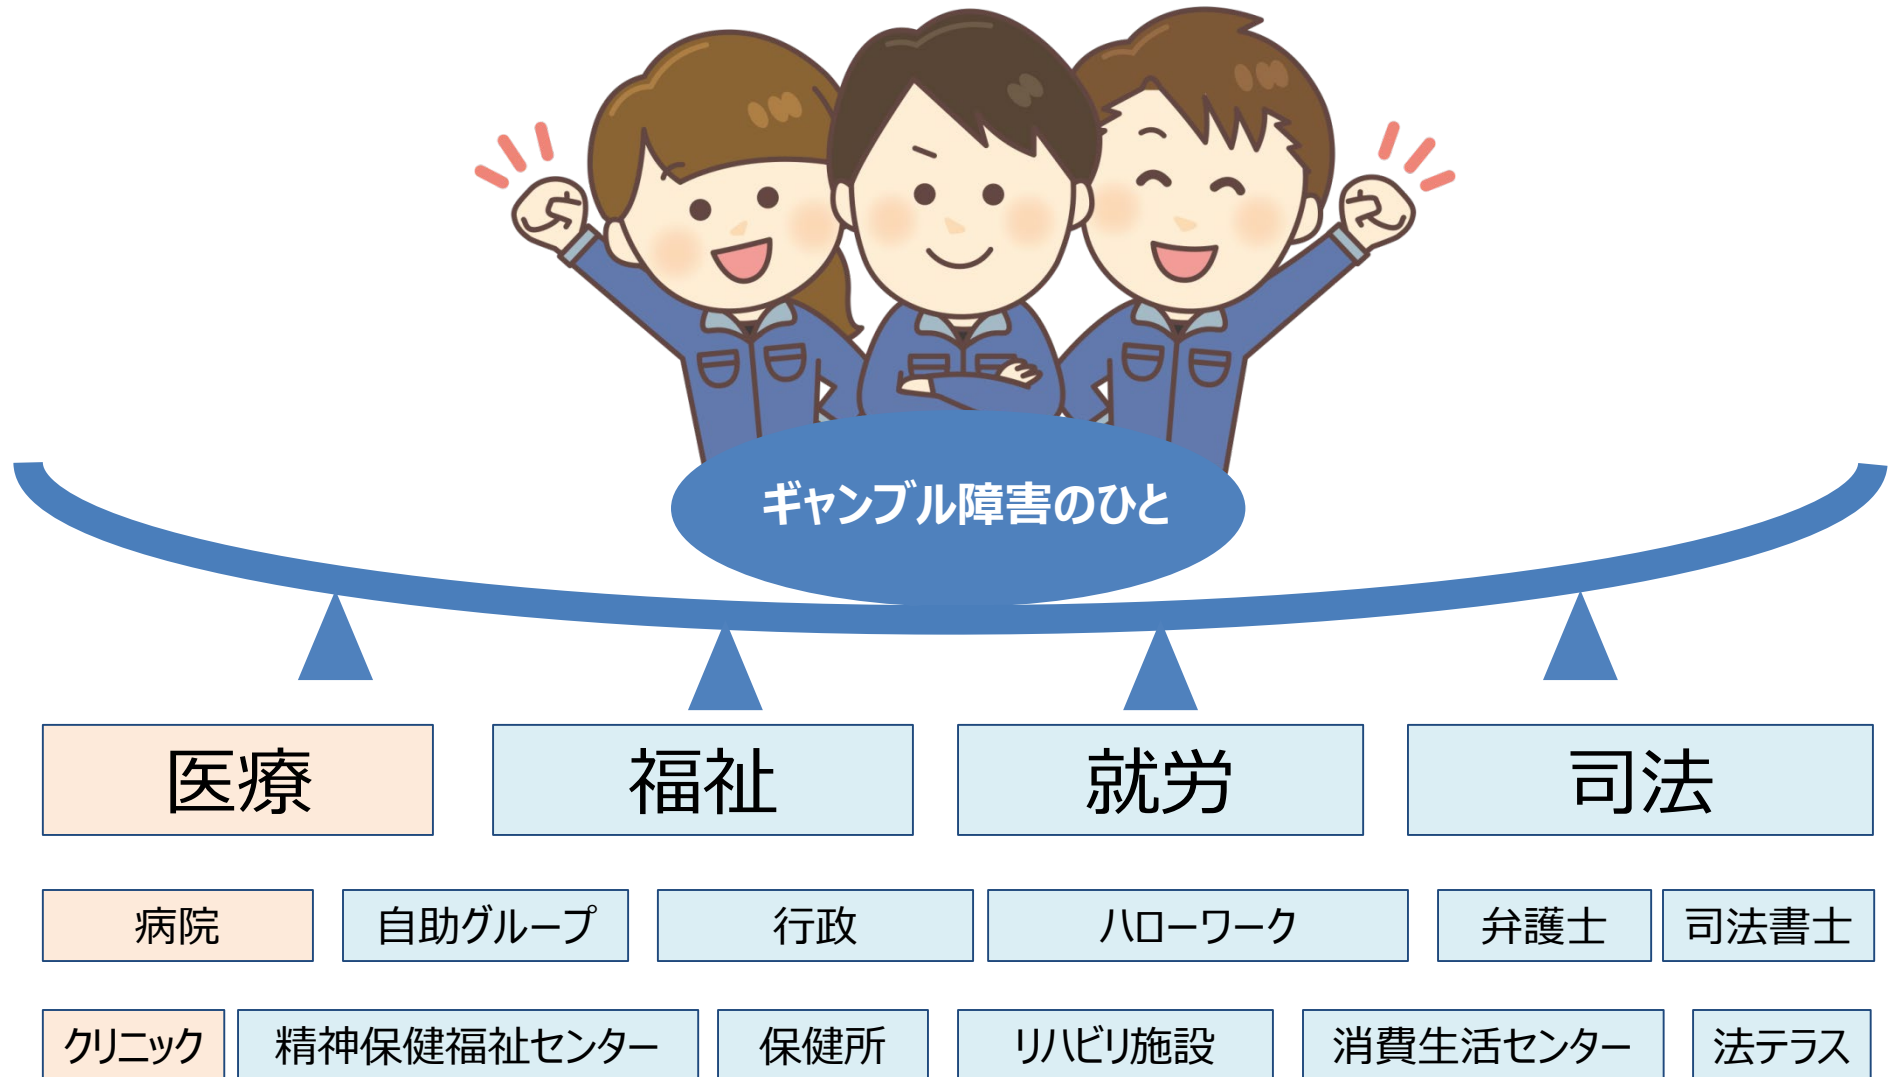 ギャンブル障害のひと
医療
福祉
就労
司法
病院
自助グループ
行政
ハローワーク
弁護士
司法書士
クリニック
精神保健福祉センター
保健所
リハビリ施設
消費生活センター
法テラス